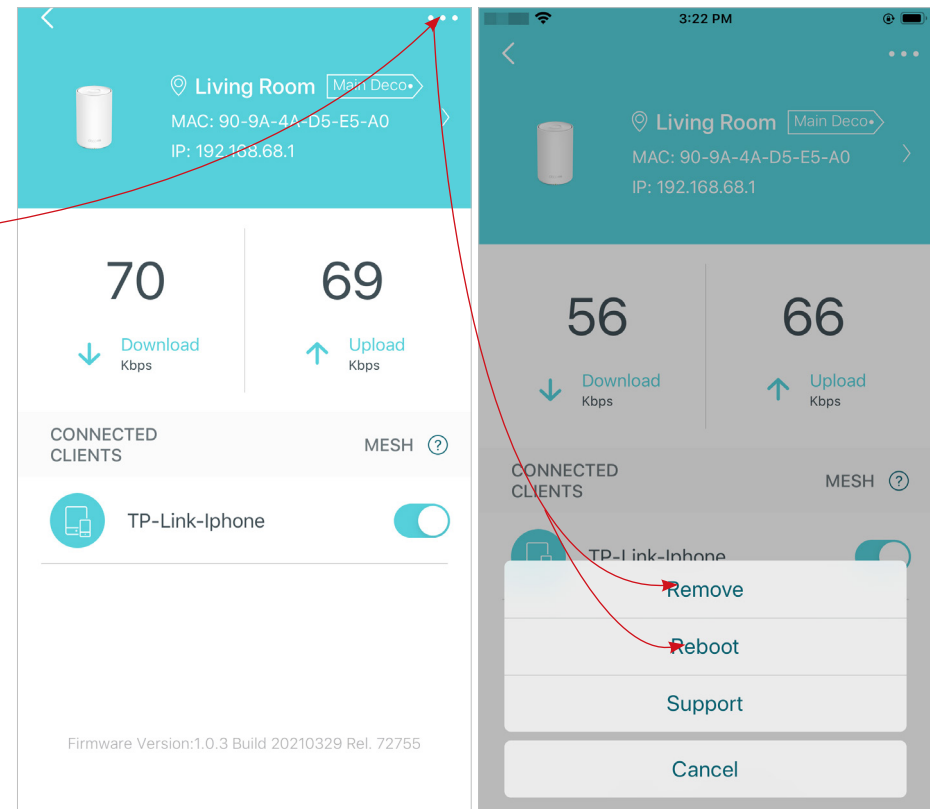 Living Room Main Deco
MAC: 90-9A-4A-D5-E5-A0
IP: 192.168.68.1
70
69
Download
Kbps
Upload
Kbps
CONNECTED
CLIENTS
MESH ?
TP-Link-Iphone
Firmware Version:1.0.3 Build 20210329 Rel. 72755
3:22 PM
Living Room Main Deco
MAC: 90-9A-4A-D5-E5-A0
IP: 192.168.68.1
56
66
Download
Kbps
Upload
Kbps
CONNECTED
CLIENTS
MESH ?
TP-Link-Iphone
Remove
Reboot
Support
Cancel